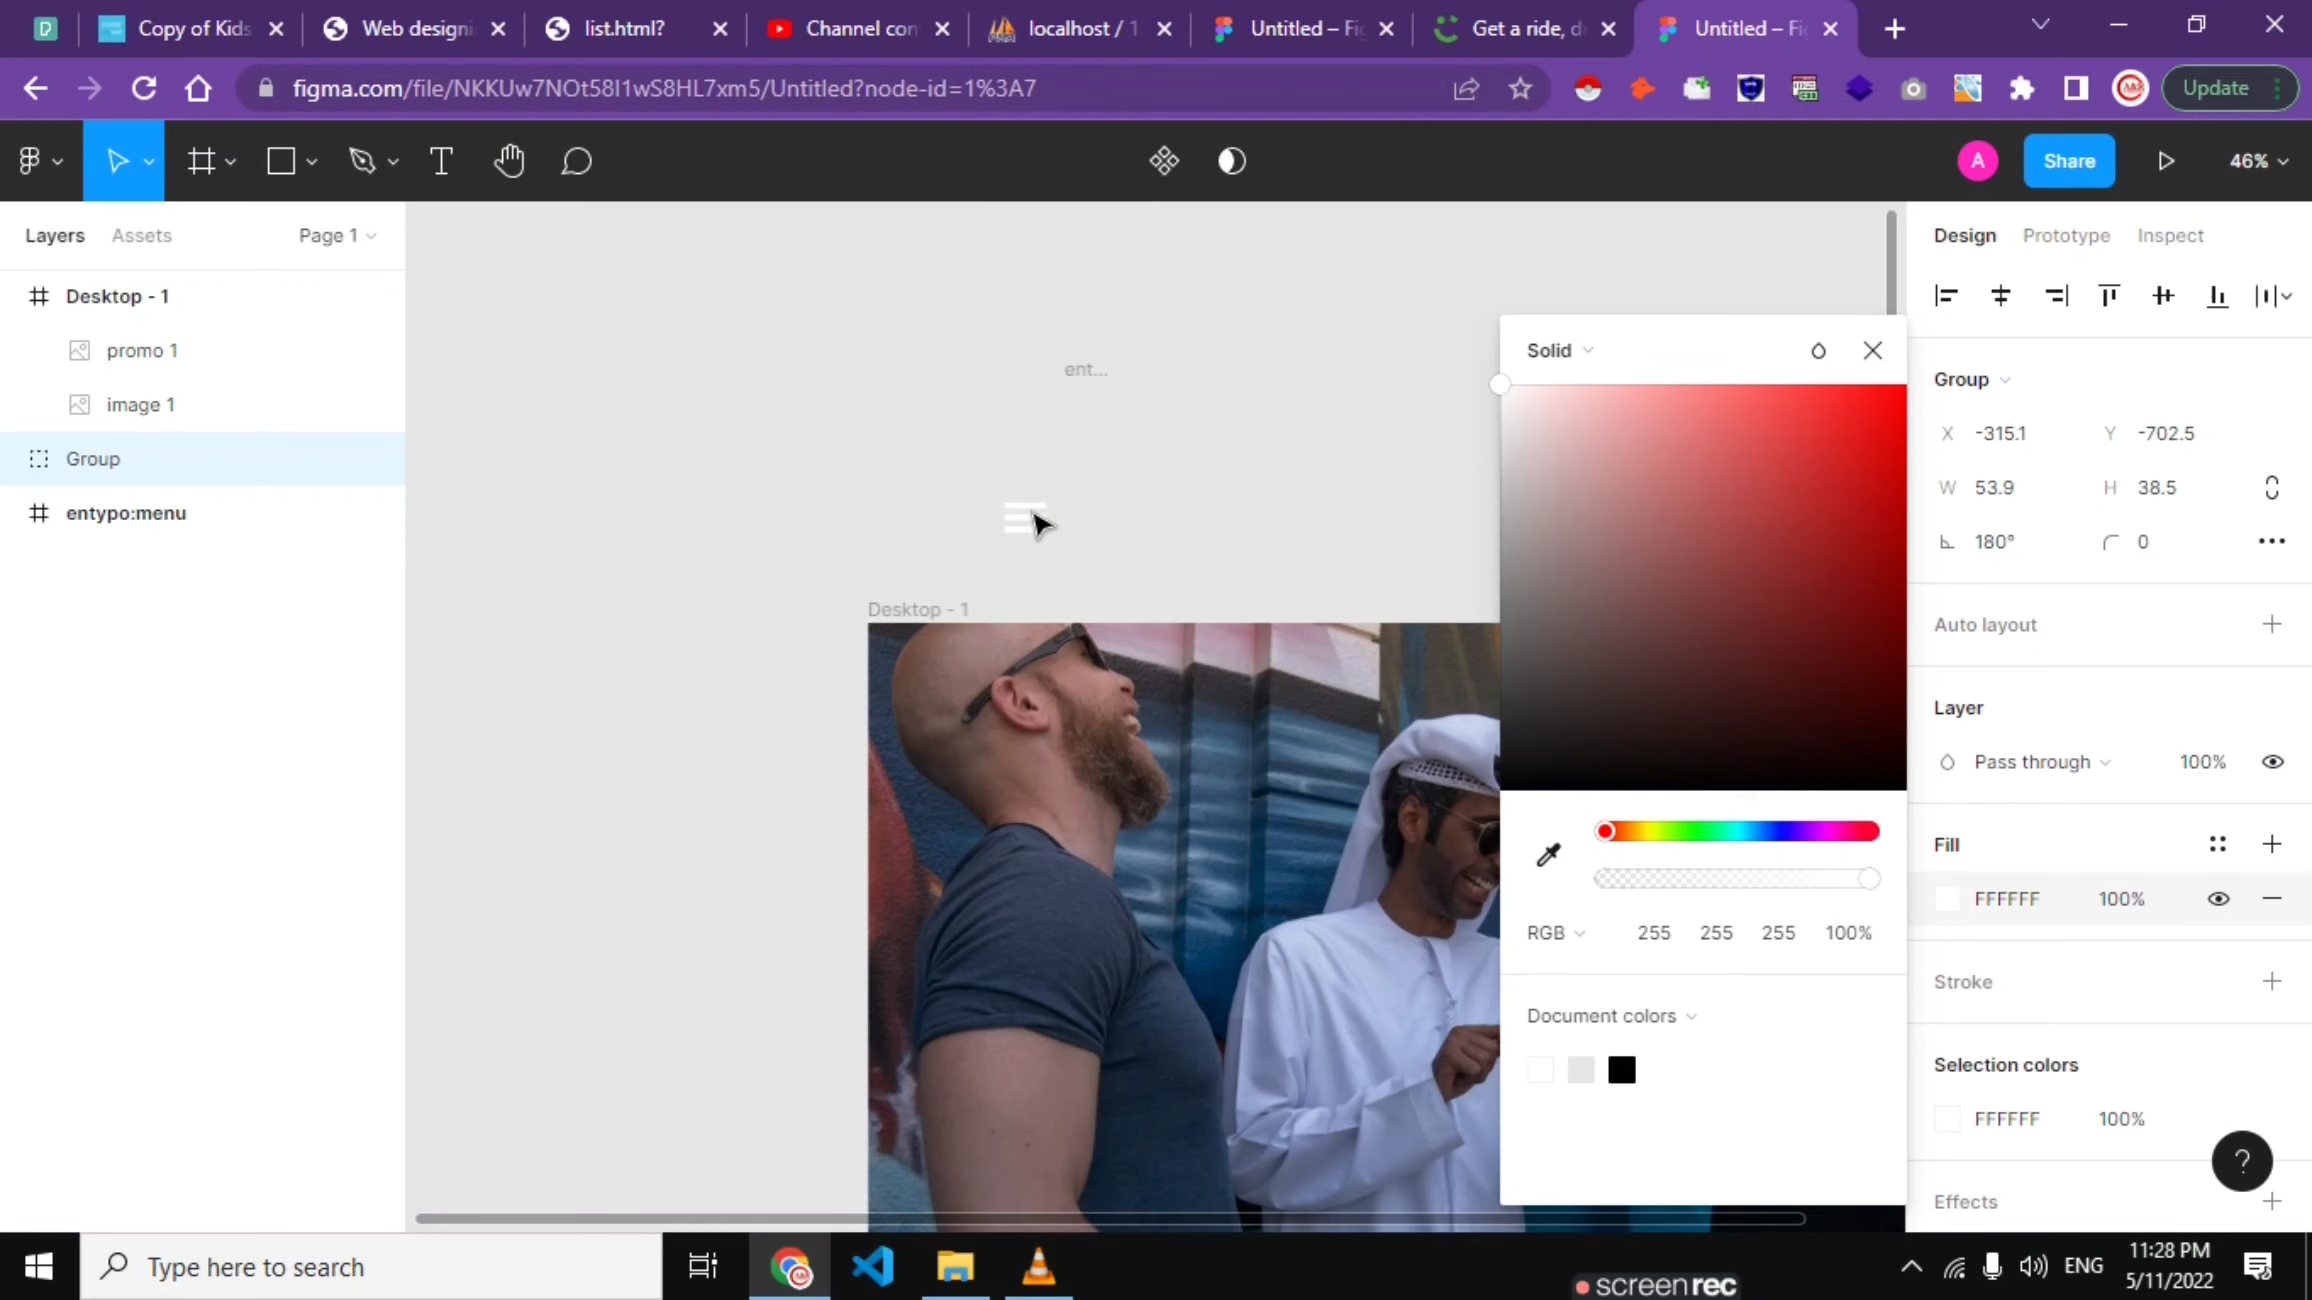 Copy of Kids
Web designi
list.html?
Channel con
localhost / 1
Untitled – Fi
Get a ride, d
Untitled – Fi
figma.com/file/NKKUw7NOt58I1wS8HL7xm5/Untitled?node-id=1%3A7
Update
A
Share
46%
Layers
Assets
Page 1
Design
Prototype
Inspect
Desktop - 1
promo 1
image 1
Group
entypo:menu
ent...
Desktop - 1
Solid
RGB
255
255
255
100%
Document colors
Group
X
-315.1
Y
-702.5
W
53.9
H
38.5
180°
0
Auto layout
Layer
Pass through
100%
Fill
FFFFFF
100%
Stroke
Selection colors
FFFFFF
100%
?
Effects
Type here to search
ENG
11:28 PM
5/11/2022
screenrec